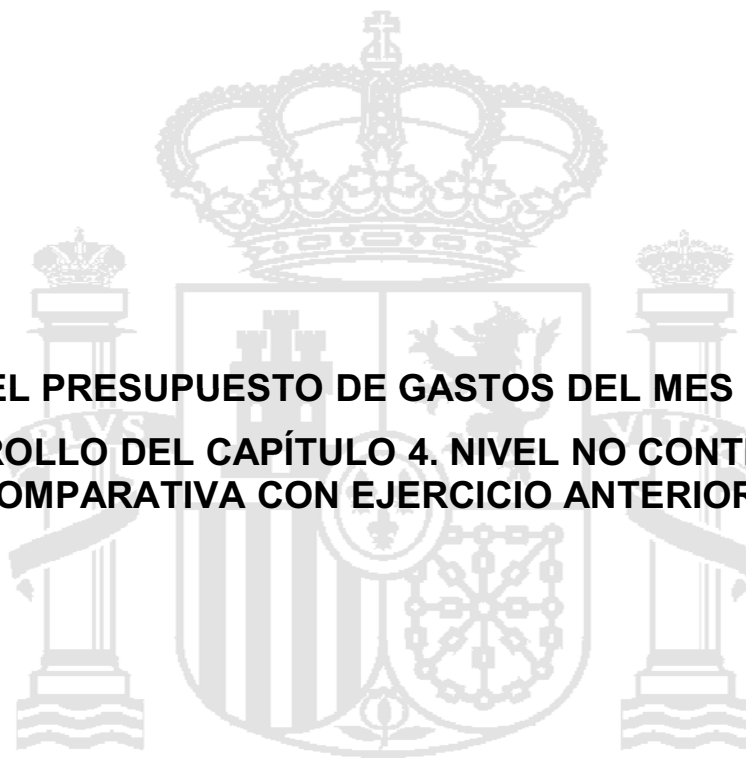 EL PRESUPUESTO DE GASTOS DEL MES
ROLLO DEL CAPÍTULO 4. NIVEL NO CONT
OMPARATIVA CON EJERCICIO ANTERIOR